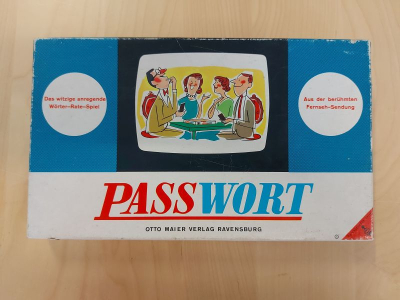 Das witzige anregende
Wörter-Rate-Spiel
Aus der berühmten
Fernseh-Sendung
PASSWORT
OTTO MAIER VERLAG RAVENSBURG